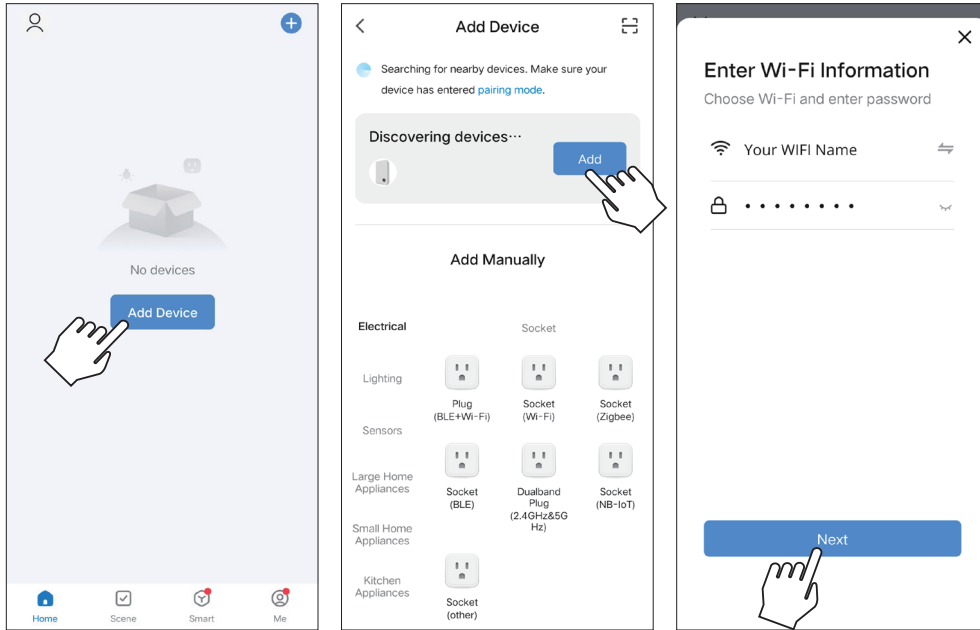 No devices
Add Device
Home
Scene
Smart
Me
Add Device
Searching for nearby devices. Make sure your
device has entered pairing mode.
Discovering devices···
Add
Add Manually
Electrical
Socket
Lighting
Plug
(BLE+Wi-Fi)
Socket
(Wi-Fi)
Socket
(Zigbee)
Sensors
Large Home
Appliances
Socket
(BLE)
Dualband
Plug
(2.4GHz&5G
Hz)
Socket
(NB-IoT)
Small Home
Appliances
Kitchen
Appliances
Socket
(other)
Enter Wi-Fi Information
Choose Wi-Fi and enter password
Your WIFI Name
Next